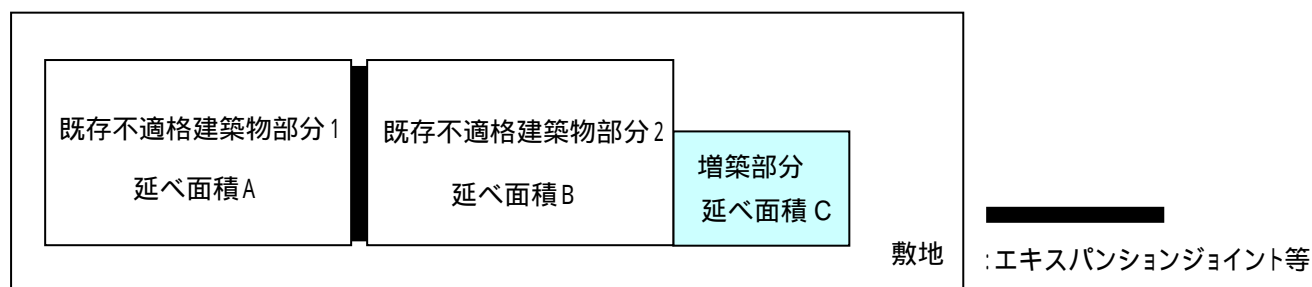 既存不適格建築物部分1
延べ面積A
既存不適格建築物部分2
延べ面積B
増築部分
延べ面積C
敷地
:エキスパンションジョイント等